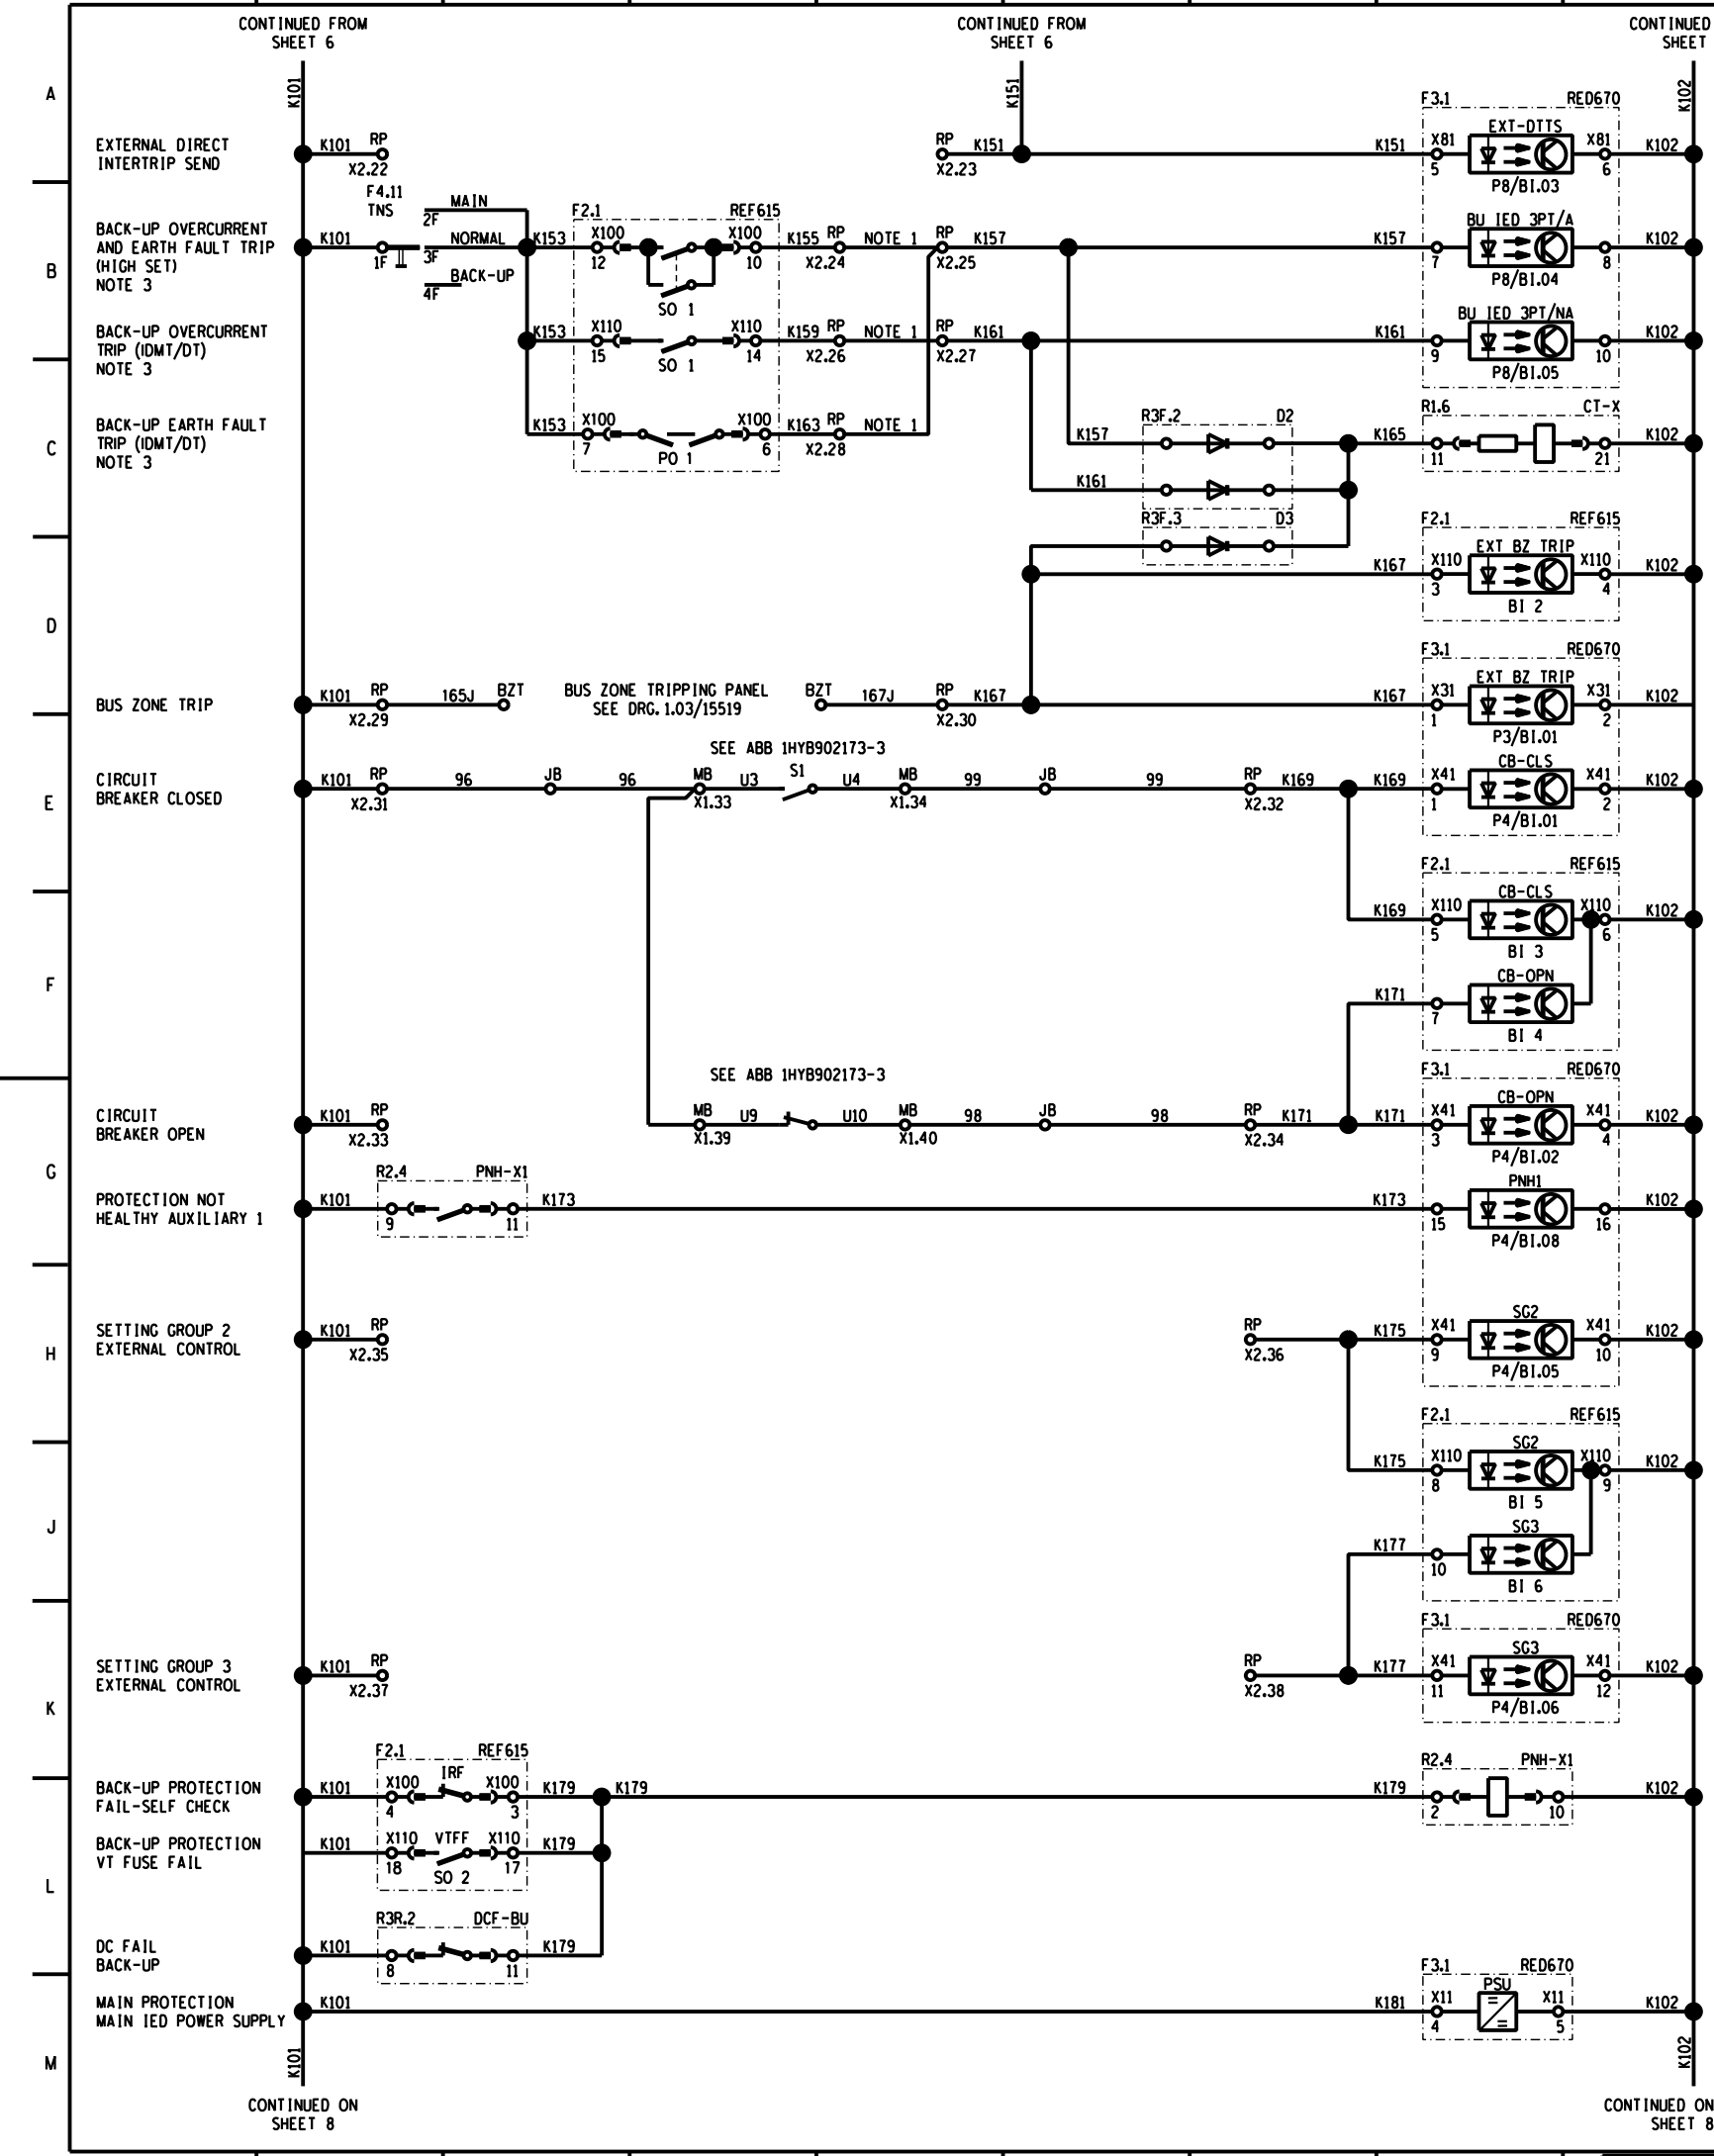 CONTINUED FROM
SHEET 6
CONTINUED FROM
SHEET 6
CONTINUED
SHEET
K101
K151
K102
A
EXTERNAL DIRECT
INTERTRIP SEND
K101 RP
X2.22
RP K151
X2.23
K151
F3.1 RED670
EXT-DTTS
X81 X81
5 6
P8/BI.03
K102
F4.11
TNS
MAIN
2F
NORMAL
3F
BACK-UP
4F
B
BACK-UP OVERCURRENT
AND EARTH FAULT TRIP
(HIGH SET)
NOTE 3
K101
1F
K153
F2.1 REF615
X100 X100
12 10
SO 1
K155 RP
X2.24
NOTE 1
RP K157
X2.25
K157
BU IED 3PT/A
7 8
P8/BI.04
K102
BACK-UP OVERCURRENT
TRIP (IDMT/DT)
NOTE 3
K153
X110 X110
15 14
SO 1
K159 RP
X2.26
NOTE 1
RP K161
X2.27
K161
BU IED 3PT/NA
9 10
P8/BI.05
K102
C
BACK-UP EARTH FAULT
TRIP (IDMT/DT)
NOTE 3
K153
X100 X100
7 6
PO 1
K163 RP
X2.28
NOTE 1
K157
R3F.2 D2
K165
R1.6 CT-X
11 21
K102
K161
R3F.3 D3
K167
F2.1 REF615
EXT BZ TRIP
X110 X110
3 4
BI 2
K102
D
BUS ZONE TRIP
K101 RP
X2.29
165J BZT
BUS ZONE TRIPPING PANEL
SEE DRG. 1.03/15519
BZT 167J
RP K167
X2.30
K167
F3.1 RED670
EXT BZ TRIP
X31 X31
1 2
P3/BI.01
K102
E
CIRCUIT
BREAKER CLOSED
K101 RP
X2.31
96 JB 96
SEE ABB 1HYB902173-3
MB U3 S1 U4 MB
X1.33 X1.34
99 JB 99
RP K169
X2.32
K169
CB-CLS
X41 X41
1 2
P4/BI.01
K102
F2.1 REF615
CB-CLS
K169
X110 X110
5 6
BI 3
K102
F
CB-OPN
K171
7
BI 4
SEE ABB 1HYB902173-3
CIRCUIT
BREAKER OPEN
K101 RP
X2.33
MB U9 U10 MB
X1.39 X1.40
98 JB 98
RP K171
X2.34
K171
F3.1 RED670
CB-OPN
X41 X41
3 4
P4/BI.02
K102
G
PROTECTION NOT
HEALTHY AUXILIARY 1
K101
R2.4 PNH-X1
9 11
K173
K173
PNH1
15 16
P4/BI.08
K102
H
SETTING GROUP 2
EXTERNAL CONTROL
K101 RP
X2.35
RP
X2.36
K175
SG2
X41 X41
9 10
P4/BI.05
K102
F2.1 REF615
SG2
K175
X110 X110
8 9
BI 5
K102
J
SG3
K177
10
BI 6
K
SETTING GROUP 3
EXTERNAL CONTROL
K101 RP
X2.37
RP
X2.38
K177
F3.1 RED670
SG3
X41 X41
11 12
P4/BI.06
K102
BACK-UP PROTECTION
FAIL-SELF CHECK
K101
F2.1 REF615
X100 IRF X100
4 3
K179 K179
K179
R2.4 PNH-X1
2 10
K102
L
BACK-UP PROTECTION
VT FUSE FAIL
K101
X110 VTFF X110
18 17
SO 2
K179
DC FAIL
BACK-UP
K101
R3R.2 DCF-BU
8 11
K179
M
MAIN PROTECTION
MAIN IED POWER SUPPLY
K101
K181
F3.1 RED670
PSU
X11 X11
4 5
K102
K101
K102
CONTINUED ON
SHEET 8
CONTINUED ON
SHEET 8